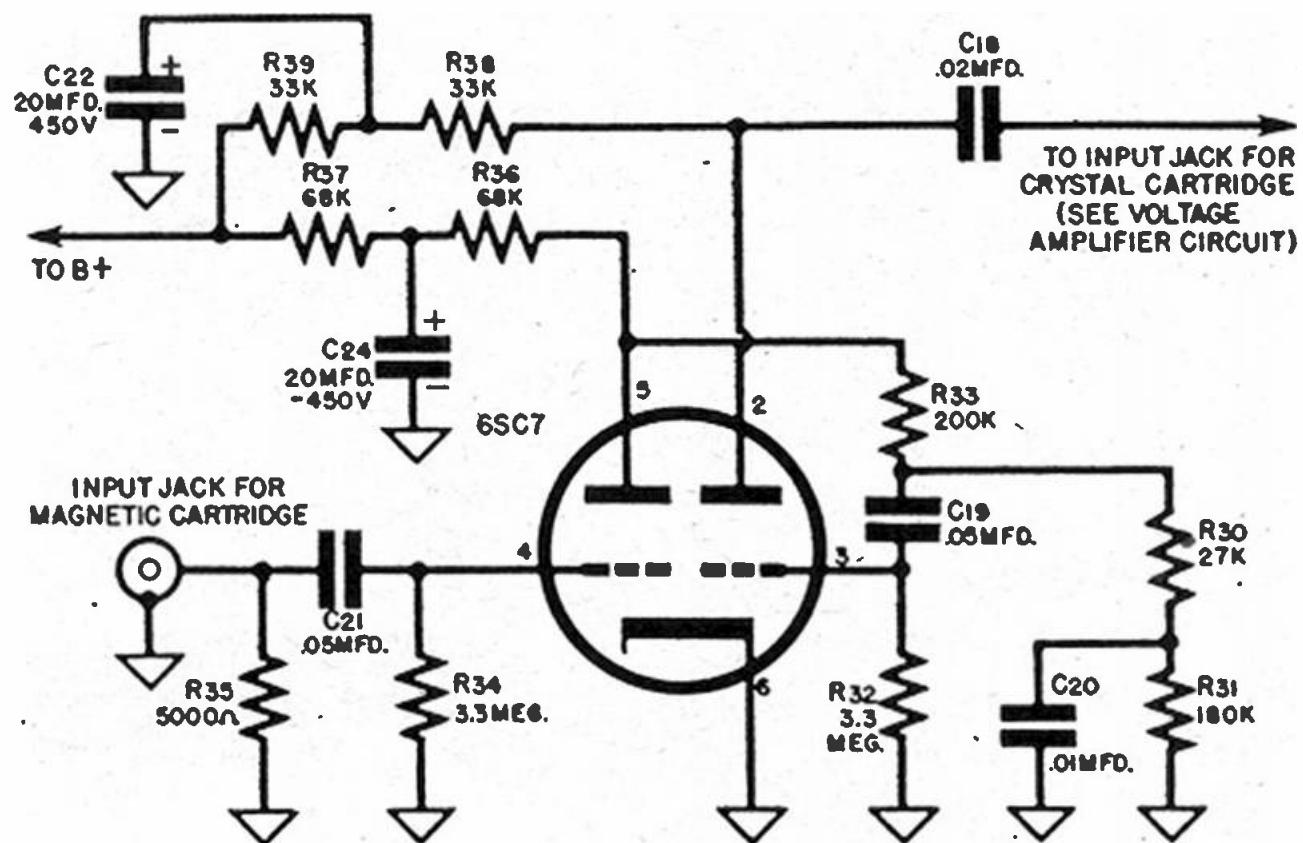 C22
20MFD.
450V
+
-
R39
33K
R38
33K
C18
.02MFD.
TO INPUT JACK FOR
CRYSTAL CARTRIDGE
(SEE VOLTAGE
AMPLIFIER CIRCUIT)
R37
68K
R36
68K
TO B+
C24
20MFD.
-450V
+
-
6SC7
5
2
R33
200K
INPUT JACK FOR
MAGNETIC CARTRIDGE
4
3
C19
.05MFD.
R30
27K
C21
.05MFD.
R35
5000Ω
R34
3.3MEG.
6
R32
3.3
MEG.
C20
.01MFD.
R31
180K